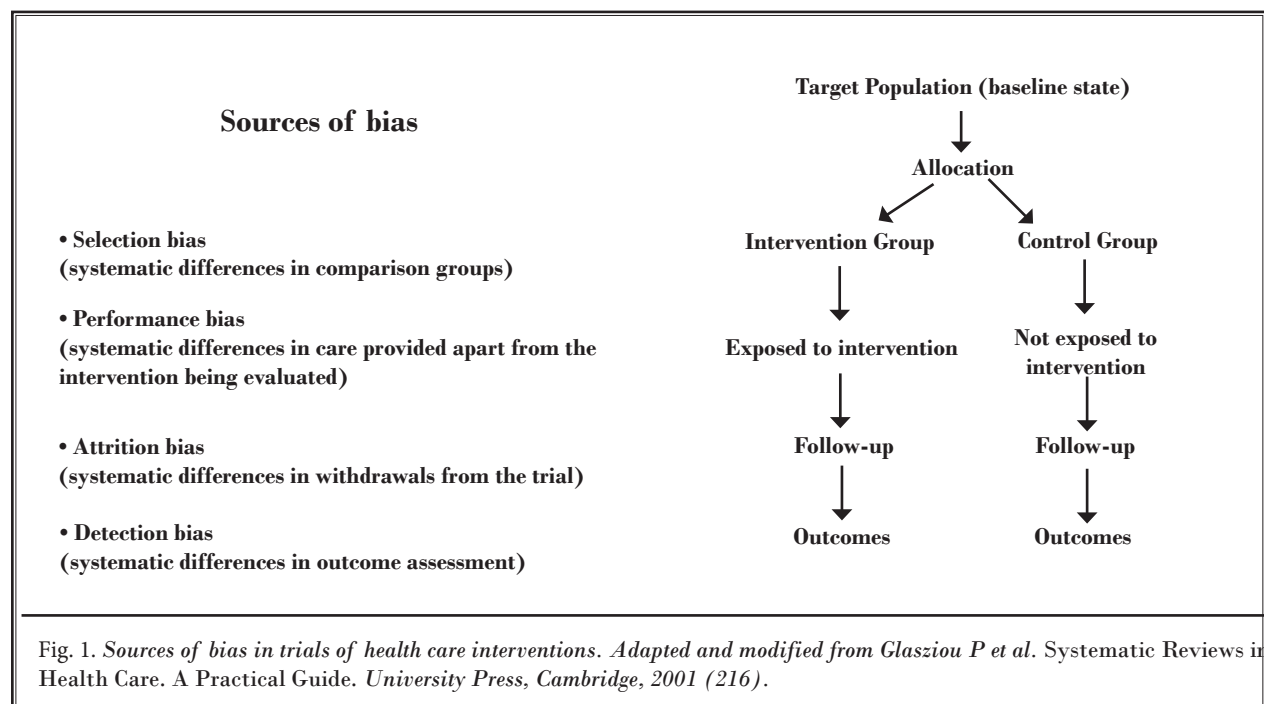 Sources of bias
• Selection bias
(systematic differences in comparison groups)
• Performance bias
(systematic differences in care provided apart from the
intervention being evaluated)
• Attrition bias
(systematic differences in withdrawals from the trial)
• Detection bias
(systematic differences in outcome assessment)
Target Population (baseline state)
Allocation
Intervention Group
Control Group
Exposed to intervention
Not exposed to
intervention
Follow-up
Follow-up
Outcomes
Outcomes
Fig. 1. Sources of bias in trials of health care interventions. Adapted and modified from Glasziou P et al. Systematic Reviews in
Health Care. A Practical Guide. University Press, Cambridge, 2001 (216).